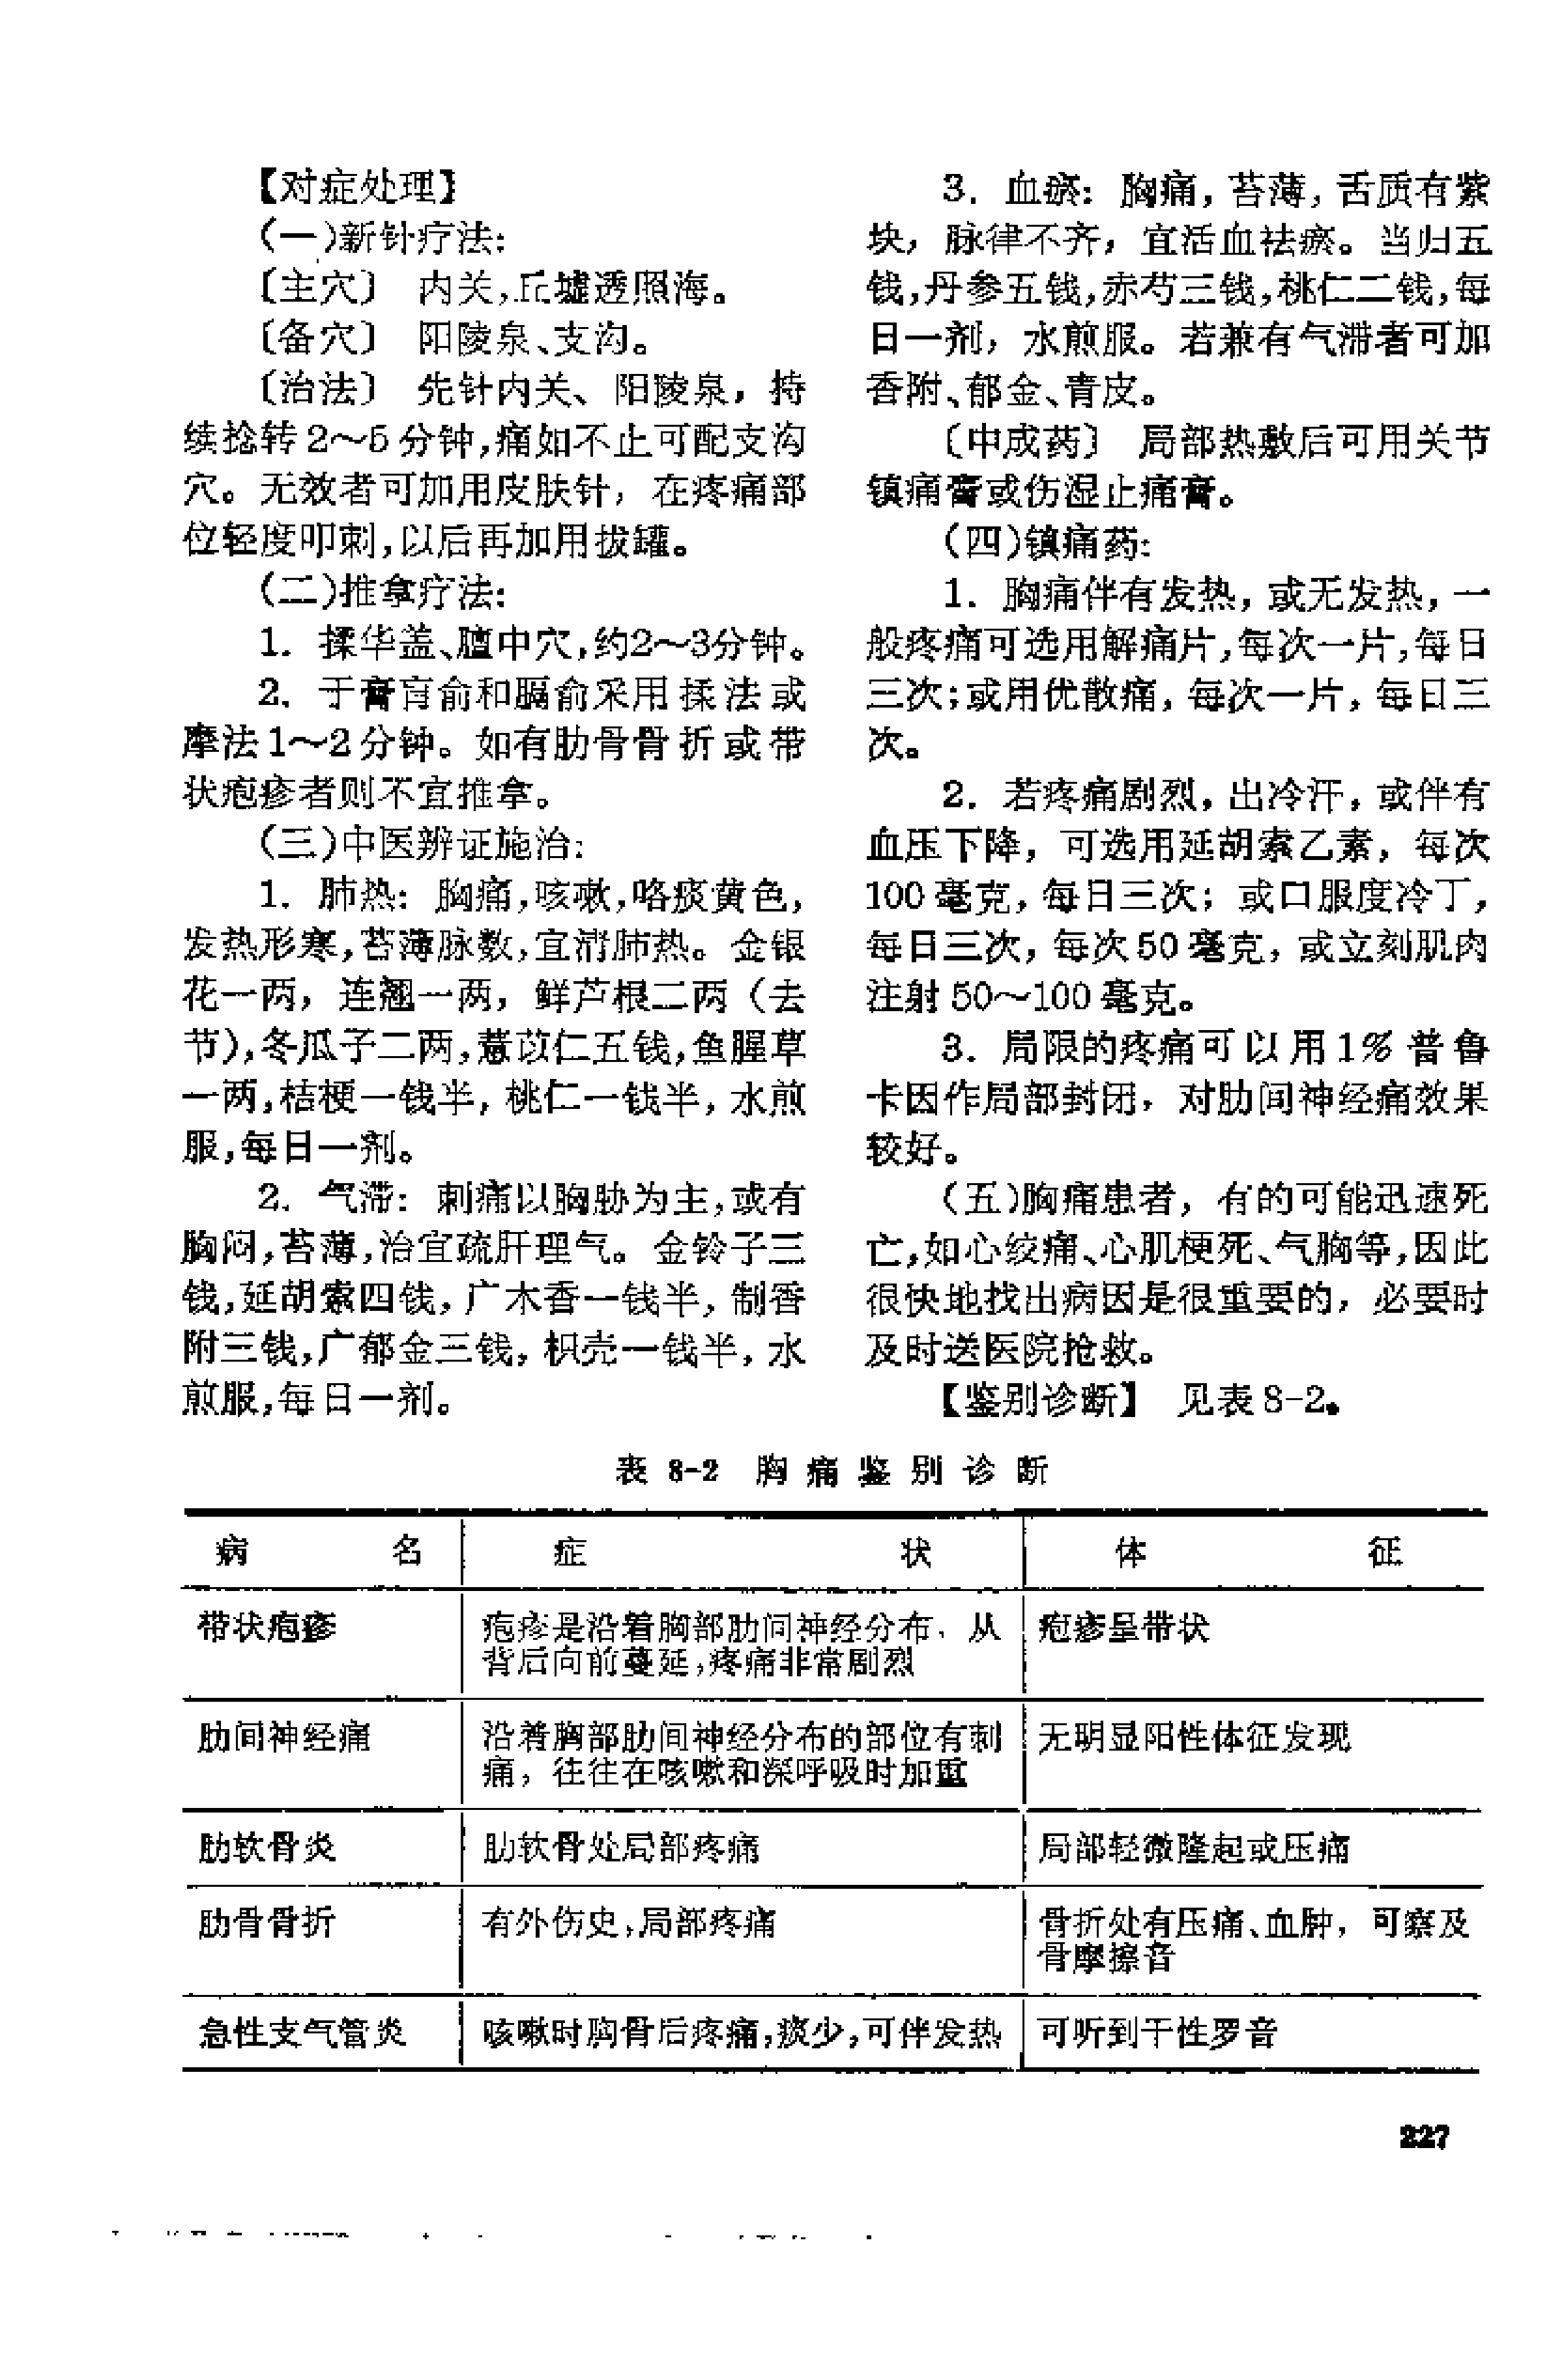 【对症处理】
(一)新针疗法:
〔主穴〕 内关,丘墟透照海。
〔备穴〕 阳陵泉、支沟。
〔治法〕 先针内关、阳陵泉，持
续捻转2～5分钟,痛如不止可配支沟
穴。无效者可加用皮肤针，在疼痛部
位轻度叩刺,以后再加用拔罐。
(二)推拿疗法:
1. 揉华盖、膻中穴,约2～3分钟。
2. 于膏肓俞和膈俞采用揉法或
摩法1～2分钟。如有肋骨骨折或带
状疱疹者则不宜推拿。
(三)中医辨证施治:
1. 肺热: 胸痛,咳嗽,咯痰黄色,
发热形寒,苔薄脉数,宜清肺热。金银
花一两，连翘一两，鲜芦根二两（去
节),冬瓜子二两,薏苡仁五钱,鱼腥草
一两,桔梗一钱半,桃仁一钱半,水煎
服,每日一剂。
2. 气滞: 刺痛以胸胁为主,或有
胸闷,苔薄,治宜疏肝理气。金铃子三
钱,延胡索四钱,广木香一钱半,制香
附三钱,广郁金三钱,枳壳一钱半,水
煎服,每日一剂。
3. 血瘀: 胸痛,苔薄,舌质有紫
块，脉律不齐，宜活血祛瘀。当归五
钱,丹参五钱,赤芍三钱,桃仁二钱,每
日一剂，水煎服。若兼有气滞者可加
香附、郁金、青皮。
〔中成药〕 局部热敷后可用关节
镇痛膏或伤湿止痛膏。
(四)镇痛药:
1. 胸痛伴有发热,或无发热,一
般疼痛可选用解痛片,每次一片,每日
三次;或用优散痛,每次一片,每日三
次。
2. 若疼痛剧烈,出冷汗,或伴有
血压下降，可选用延胡索乙素，每次
100毫克,每日三次；或口服度冷丁,
每日三次,每次50毫克,或立刻肌肉
注射50～100毫克。
3. 局限的疼痛可以用1%普鲁
卡因作局部封闭，对肋间神经痛效果
较好。
(五)胸痛患者，有的可能迅速死
亡,如心绞痛、心肌梗死、气胸等,因此
很快地找出病因是很重要的，必要时
及时送医院抢救。
【鉴别诊断】 见表8-2。
表 8-2 胸痛鉴别诊断
病名 症状 体征
带状疱疹 疱疹是沿着胸部肋间神经分布，从 疱疹呈带状
背后向前蔓延,疼痛非常剧烈
肋间神经痛 沿着胸部肋间神经分布的部位有刺 无明显阳性体征发现
痛，往往在咳嗽和深呼吸时加重
肋软骨炎 肋软骨处局部疼痛 局部轻微隆起或压痛
肋骨骨折 有外伤史,局部疼痛 骨折处有压痛、血肿，可察及
骨摩擦音
急性支气管炎 咳嗽时胸骨后疼痛,痰少,可伴发热 可听到干性罗音
227